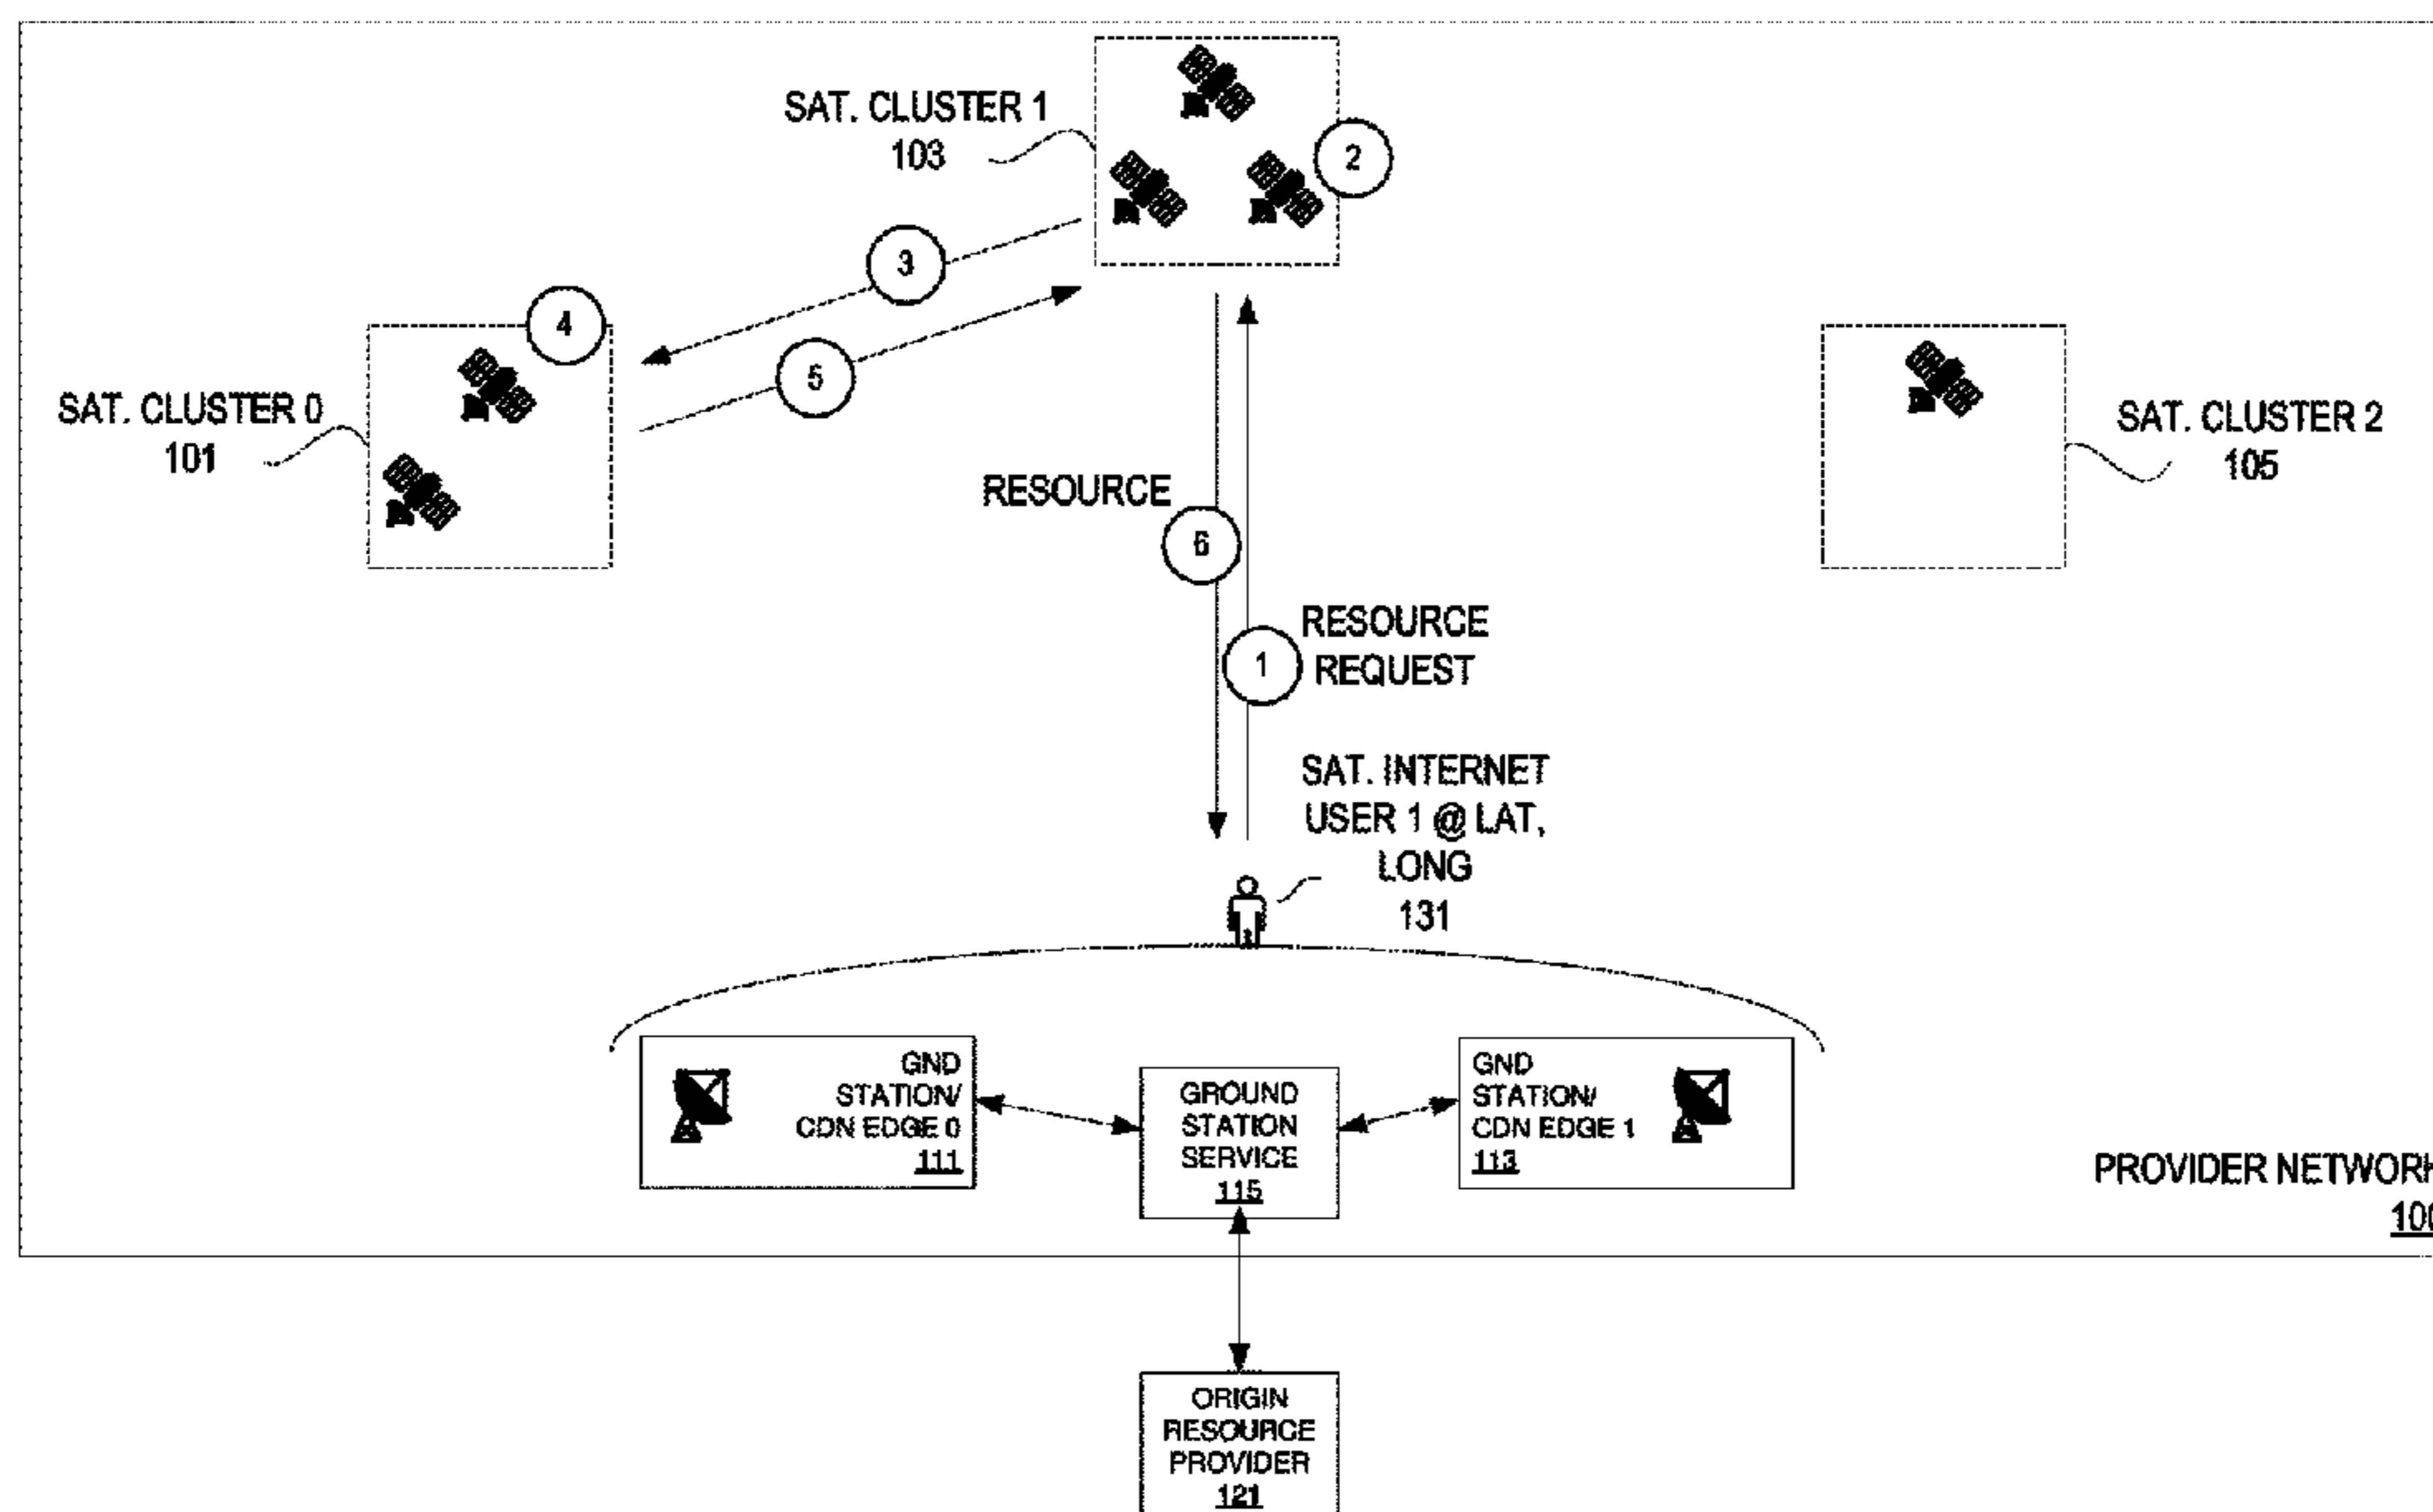 SAT. CLUSTER 1
103
2
3
4
5
SAT. CLUSTER 0
101
SAT. CLUSTER 2
105
RESOURCE
6
RESOURCE
REQUEST
1
SAT. INTERNET
USER 1 @ LAT,
LONG
131
GND
STATION/
CDN EDGE 0
111
GROUND
STATION
SERVICE
115
GND
STATION/
CDN EDGE 1
113
PROVIDER NETWORK
100
ORIGIN
RESOURCE
PROVIDER
121